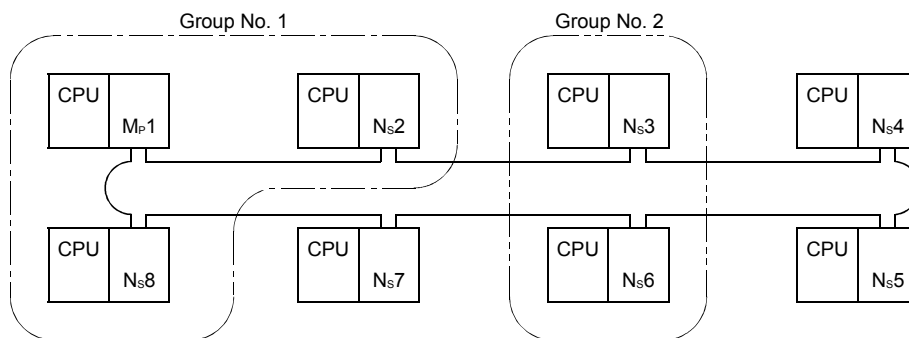 Group No. 1
Group No. 2
CPU
MP1
CPU
NS2
CPU
NS3
CPU
NS4
CPU
NS8
CPU
NS7
CPU
NS6
CPU
NS5